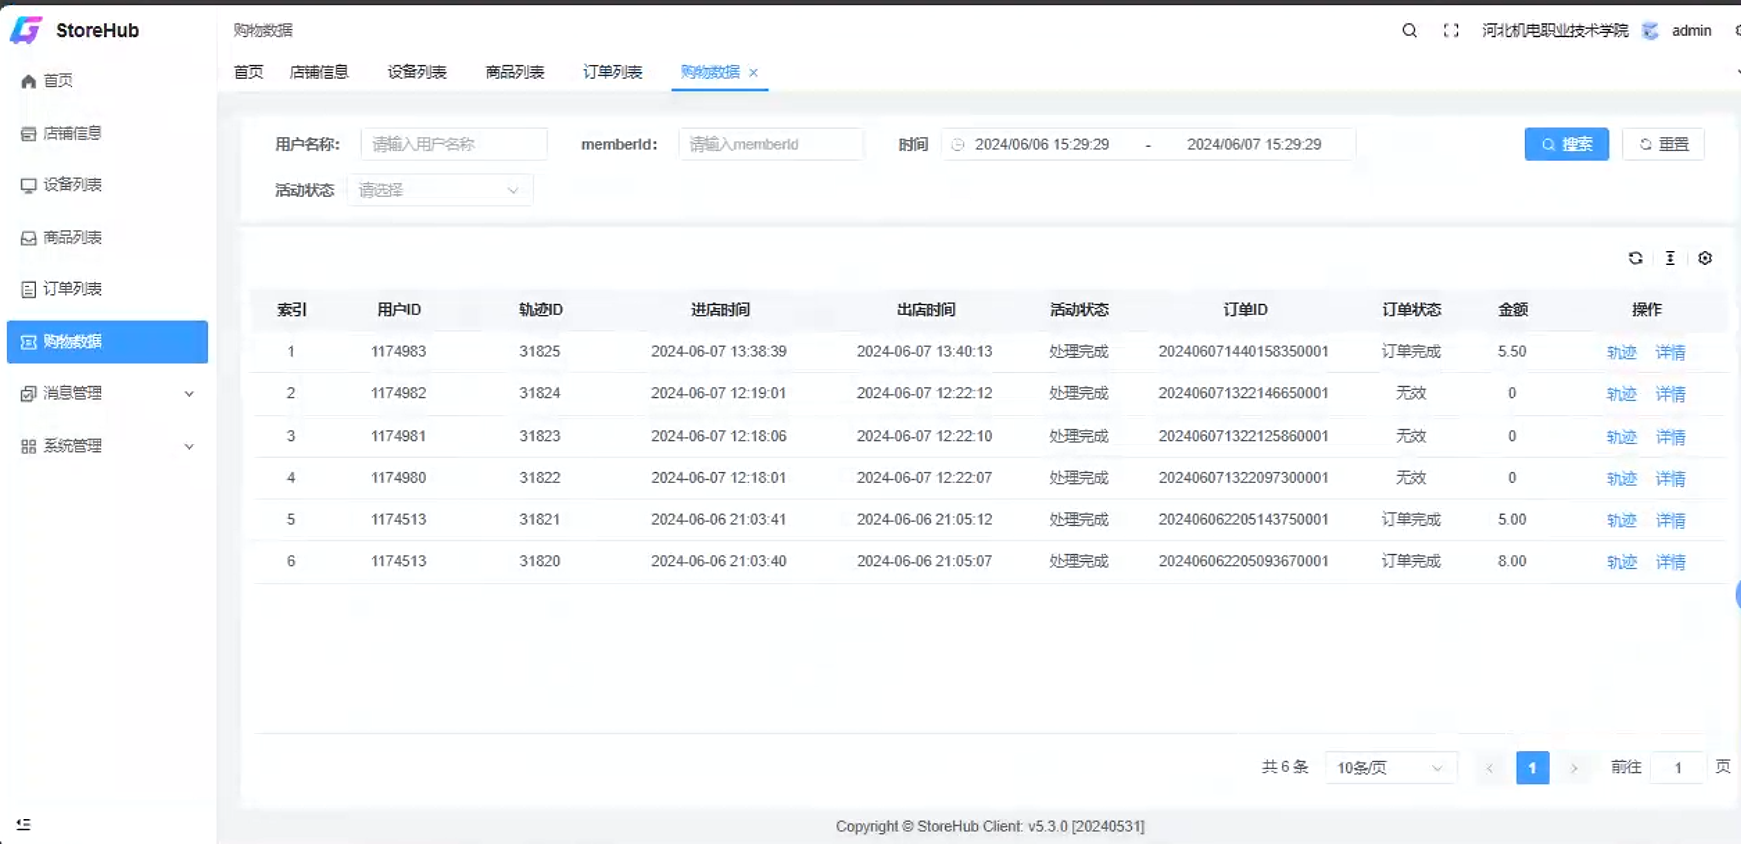 StoreHub
购物数据
河北机电职业技术学院 admin
首页 店铺信息 设备列表 商品列表 订单列表 购物数据 ×
首页
店铺信息
设备列表
商品列表
订单列表
购物数据
消息管理
系统管理
用户名称: 请输入用户名称 memberId: 请输入memberId 时间 2024/06/06 15:29:29 - 2024/06/07 15:29:29 搜索 重置
活动状态 请选择
索引 用户ID 轨迹ID 进店时间 出店时间 活动状态 订单ID 订单状态 金额 操作
1 1174983 31825 2024-06-07 13:38:39 2024-06-07 13:40:13 处理完成 202406071440158350001 订单完成 5.50 轨迹 详情
2 1174982 31824 2024-06-07 12:19:01 2024-06-07 12:22:12 处理完成 202406071322146650001 无效 0 轨迹 详情
3 1174981 31823 2024-06-07 12:18:06 2024-06-07 12:22:10 处理完成 202406071322125860001 无效 0 轨迹 详情
4 1174980 31822 2024-06-07 12:18:01 2024-06-07 12:22:07 处理完成 202406071322097300001 无效 0 轨迹 详情
5 1174513 31821 2024-06-06 21:03:41 2024-06-06 21:05:12 处理完成 202406062205143750001 订单完成 5.00 轨迹 详情
6 1174513 31820 2024-06-06 21:03:40 2024-06-06 21:05:07 处理完成 202406062205093670001 订单完成 8.00 轨迹 详情
共 6 条 10条/页 < 1 > 前往 1 页
Copyright © StoreHub Client: v5.3.0 [20240531]